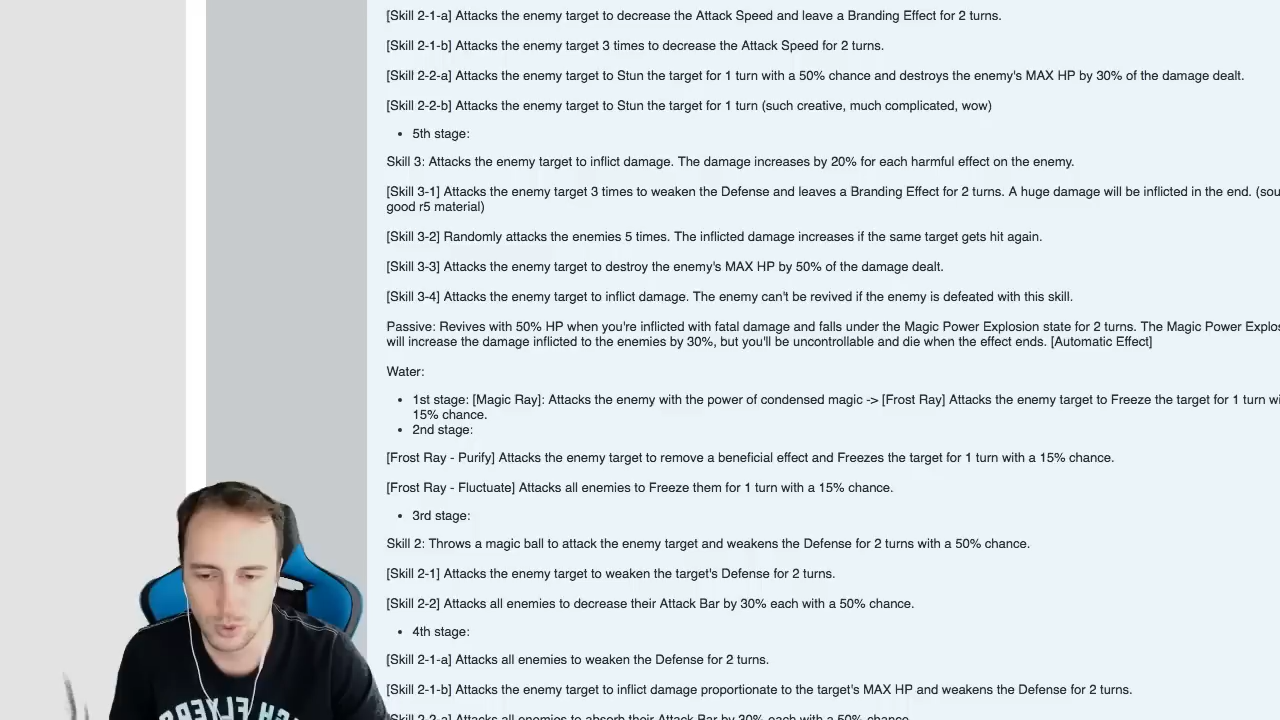 [Skill 2-1-a] Attacks the enemy target to decrease the Attack Speed and leave a Branding Effect for 2 turns.
[Skill 2-1-b] Attacks the enemy target 3 times to decrease the Attack Speed for 2 turns.
[Skill 2-2-a] Attacks the enemy target to Stun the target for 1 turn with a 50% chance and destroys the enemy's MAX HP by 30% of the damage dealt.
[Skill 2-2-b] Attacks the enemy target to Stun the target for 1 turn (such creative, much complicated, wow)
• 5th stage:
Skill 3: Attacks the enemy target to inflict damage. The damage increases by 20% for each harmful effect on the enemy.
[Skill 3-1] Attacks the enemy target 3 times to weaken the Defense and leaves a Branding Effect for 2 turns. A huge damage will be inflicted in the end.
good r5 material)
[Skill 3-2] Randomly attacks the enemies 5 times. The inflicted damage increases if the same target gets hit again.
[Skill 3-3] Attacks the enemy target to destroy the enemy's MAX HP by 50% of the damage dealt.
[Skill 3-4] Attacks the enemy target to inflict damage. The enemy can't be revived if the enemy is defeated with this skill.
Passive: Revives with 50% HP when you're inflicted with fatal damage and falls under the Magic Power Explosion state for 2 turns. The Magic Power
will increase the damage inflicted to the enemies by 30%, but you'll be uncontrollable and die when the effect ends. [Automatic Effect]
Water:
• 1st stage: [Magic Ray]: Attacks the enemy with the power of condensed magic -> [Frost Ray] Attacks the enemy target to Freeze the target for 1 turn
15% chance.
• 2nd stage:
[Frost Ray - Purify] Attacks the enemy target to remove a beneficial effect and Freezes the target for 1 turn with a 15% chance.
[Frost Ray - Fluctuate] Attacks all enemies to Freeze them for 1 turn with a 15% chance.
• 3rd stage:
Skill 2: Throws a magic ball to attack the enemy target and weakens the Defense for 2 turns with a 50% chance.
[Skill 2-1] Attacks the enemy target to weaken the target's Defense for 2 turns.
[Skill 2-2] Attacks all enemies to decrease their Attack Bar by 30% each with a 50% chance.
• 4th stage:
[Skill 2-1-a] Attacks all enemies to weaken the Defense for 2 turns.
[Skill 2-1-b] Attacks the enemy target to inflict damage proportionate to the target's MAX HP and weakens the Defense for 2 turns.
[Skill 2-2-a] Attacks all enemies to absorb their Attack Bar by 30% each with a 50% chance